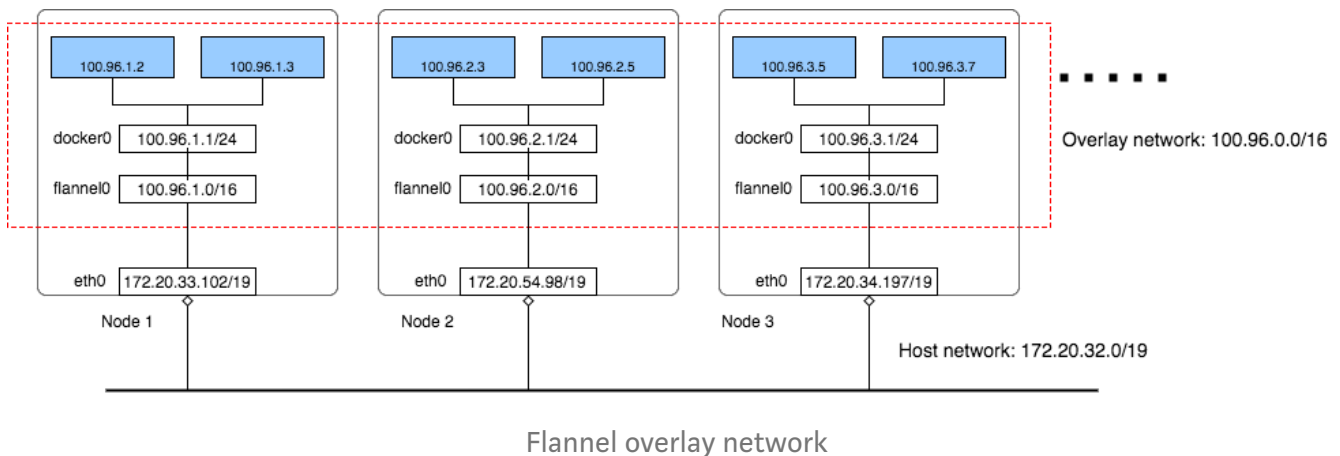 100.96.1.2
100.96.1.3
100.96.2.3
100.96.2.5
100.96.3.5
100.96.3.7
docker0 100.96.1.1/24
docker0 100.96.2.1/24
docker0 100.96.3.1/24
Overlay network: 100.96.0.0/16
flannel0 100.96.1.0/16
flannel0 100.96.2.0/16
flannel0 100.96.3.0/16
eth0 172.20.33.102/19
eth0 172.20.54.98/19
eth0 172.20.34.197/19
Node 1
Node 2
Node 3
Host network: 172.20.32.0/19
Flannel overlay network